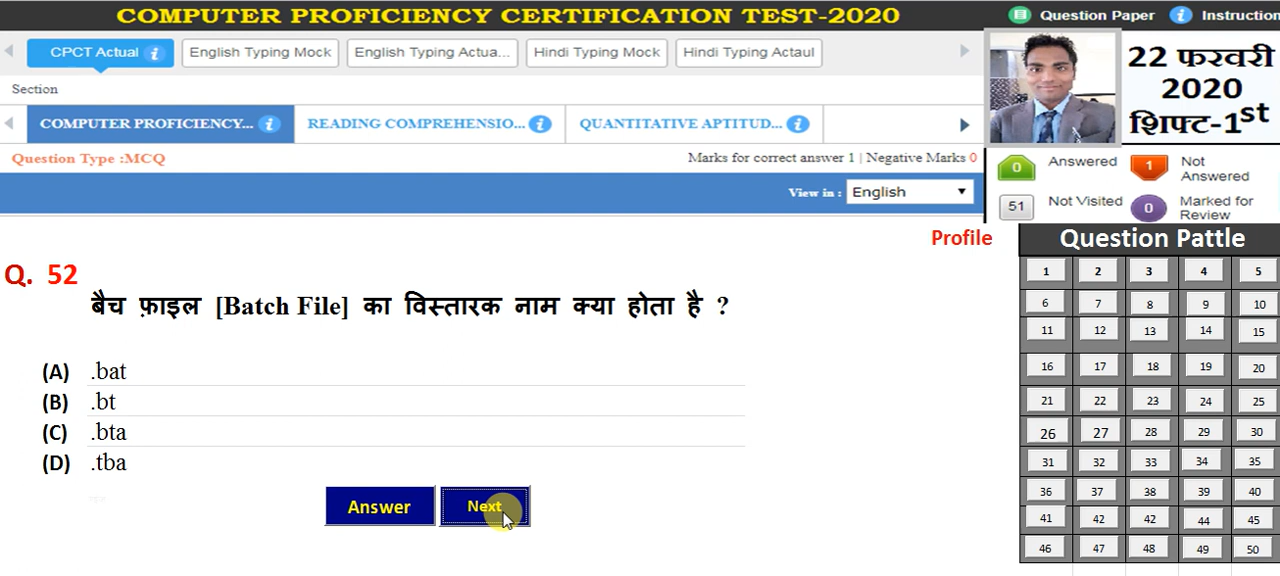 COMPUTER PROFICIENCY CERTIFICATION TEST-2020
Question Paper
Instruction
CPCT Actual
English Typing Mock
English Typing Actua...
Hindi Typing Mock
Hindi Typing Actaul
22 फरवरी
2020
शिफ्ट-1st
Section
COMPUTER PROFICIENCY...
READING COMPREHENSIO...
QUANTITATIVE APTITUD...
Question Type :MCQ
Marks for correct answer 1 | Negative Marks 0
View in : English
0 Answered
1 Not Answered
51 Not Visited
0 Marked for Review
Profile
Question Pattle
Q. 52
बैच फ़ाइल [Batch File] का विस्तारक नाम क्या होता है ?
(A) .bat
(B) .bt
(C) .bta
(D) .tba
Answer
Next
1 2 3 4 5
6 7 8 9 10
11 12 13 14 15
16 17 18 19 20
21 22 23 24 25
26 27 28 29 30
31 32 33 34 35
36 37 38 39 40
41 42 42 44 45
46 47 48 49 50